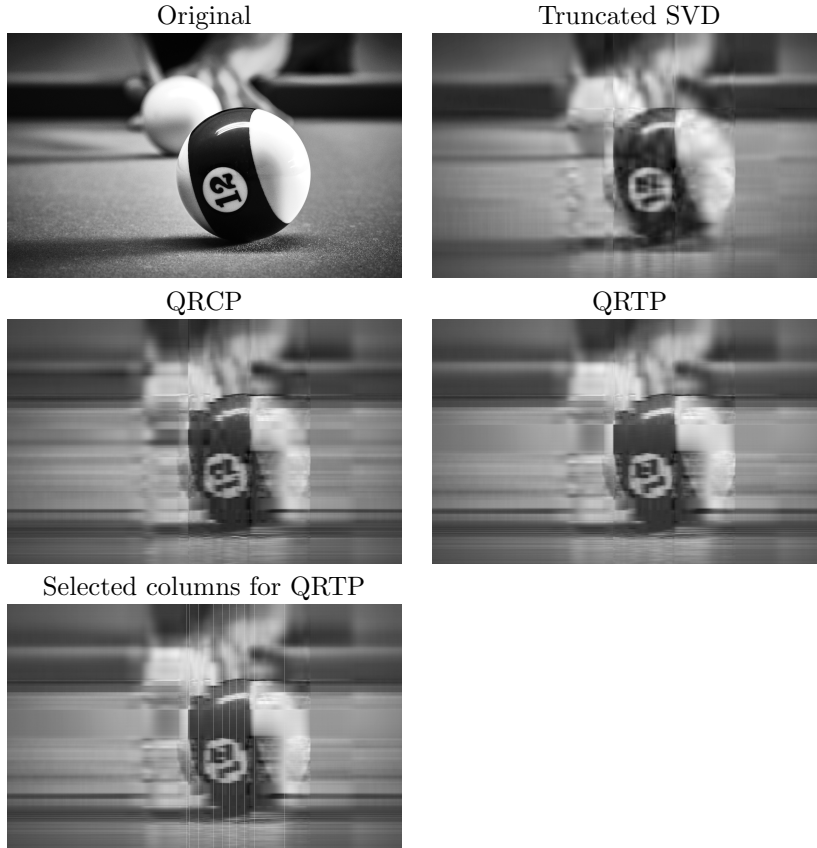 Original
Truncated SVD
12
QRCP
QRTP
Selected columns for QRTP